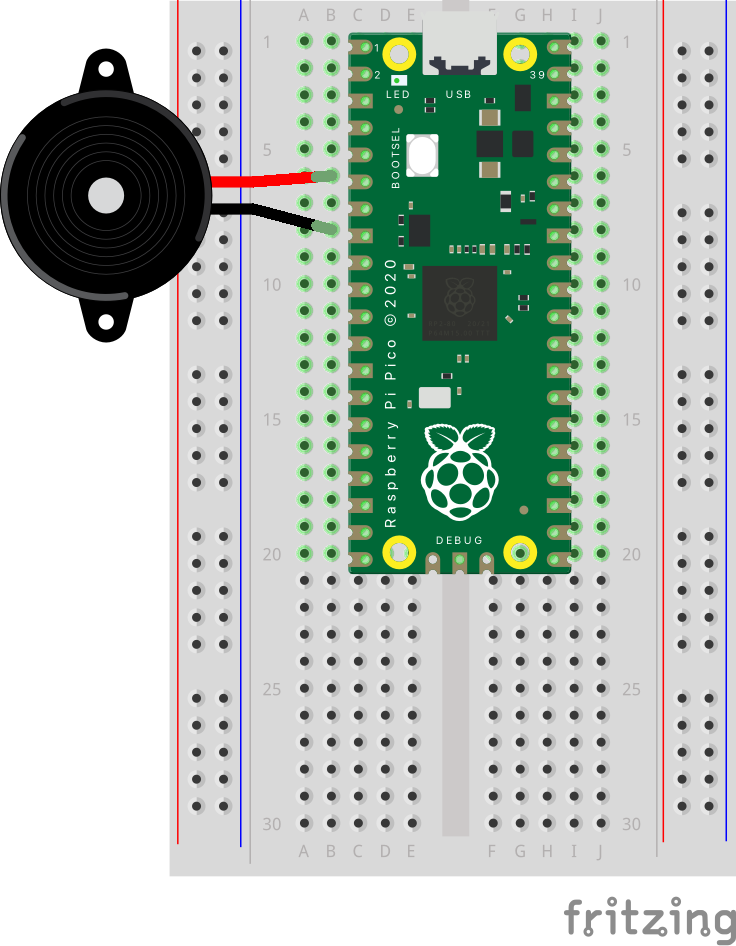 A B C D E F G H I J
1 1
1
2 39
LED USB
BOOTSEL
5 5
10 10
Raspberry Pi Pico ©2020
15 15
DEBUG
20 20
25 25
30 30
A B C D E F G H I J
fritzing